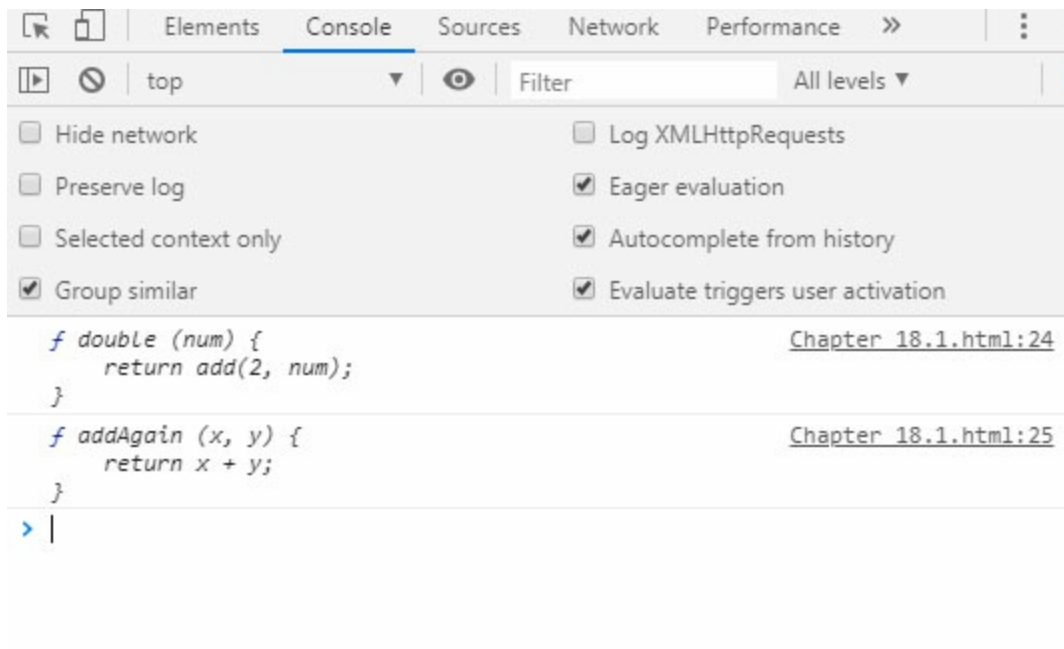 Elements Console Sources Network Performance »
top ▼ Filter All levels ▼
Hide network Log XMLHttpRequests
Preserve log Eager evaluation
Selected context only Autocomplete from history
Group similar Evaluate triggers user activation
ƒ double (num) { Chapter 18.1.html:24
return add(2, num);
}
ƒ addAgain (x, y) { Chapter 18.1.html:25
return x + y;
}
>